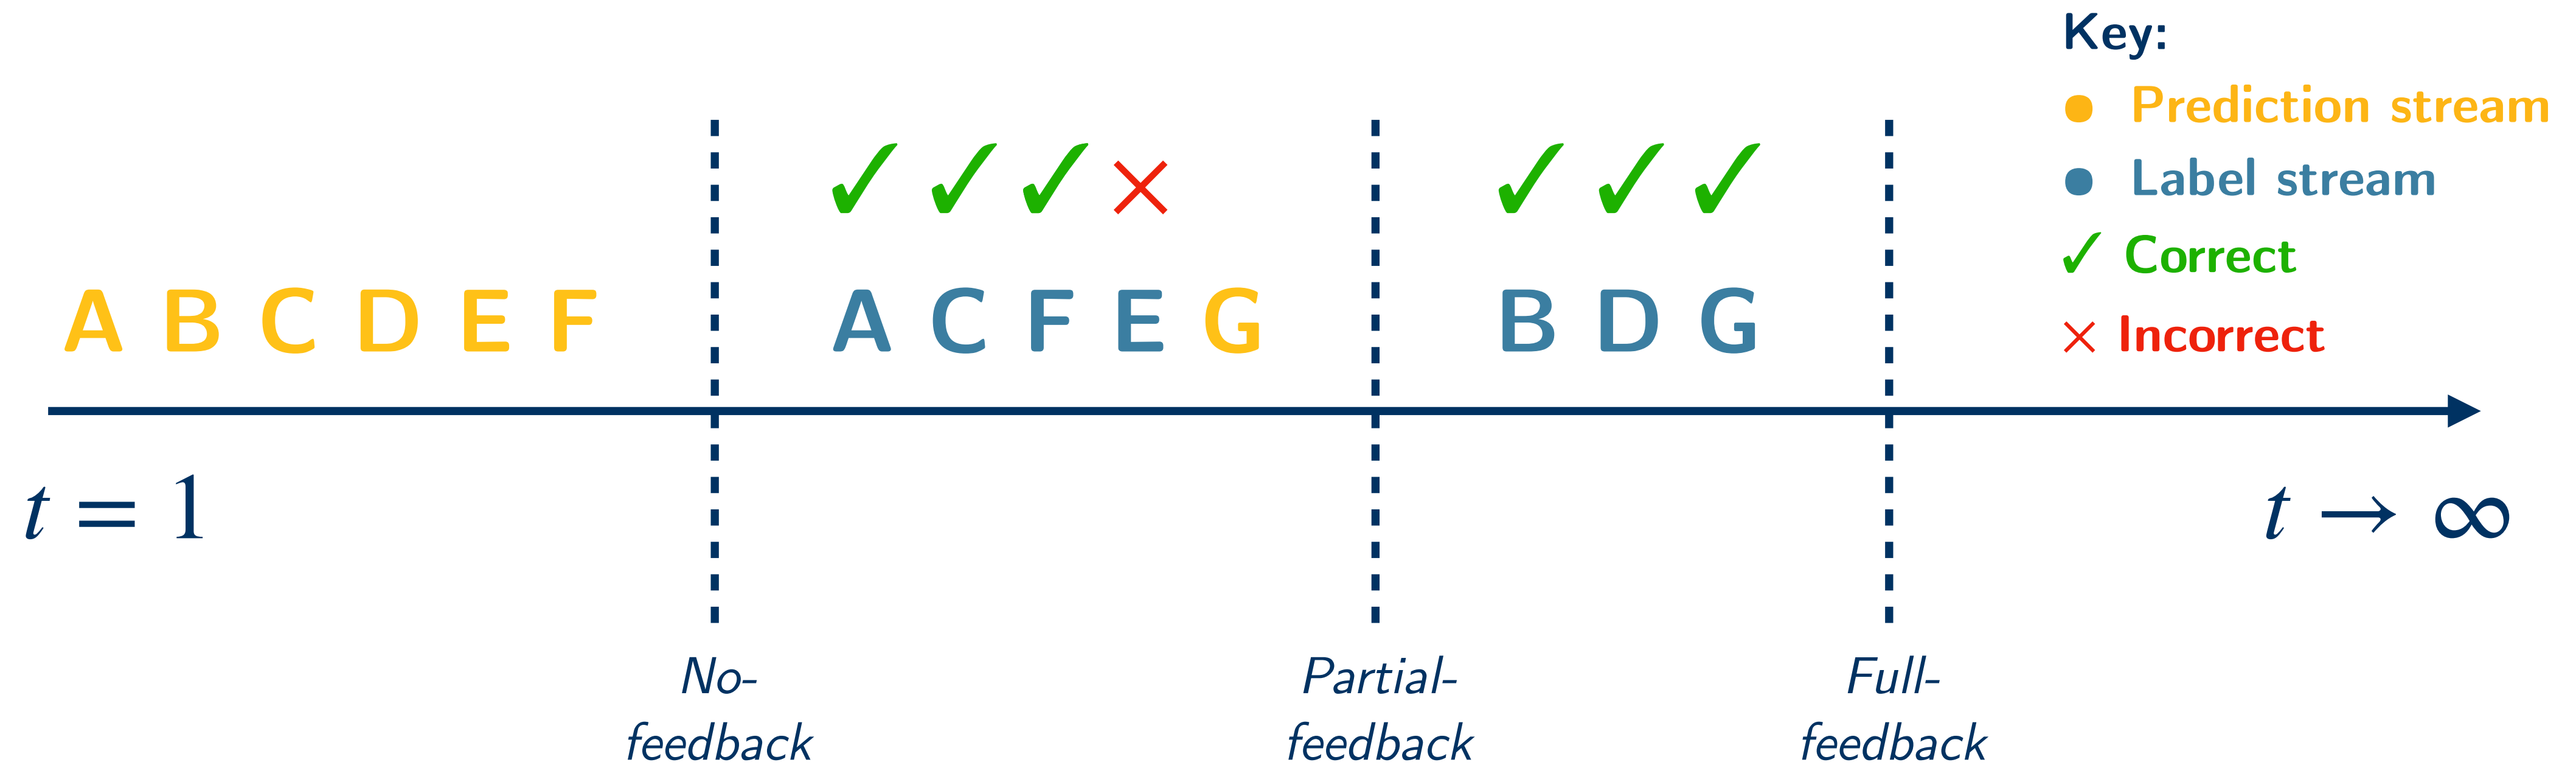 Key:
Prediction stream
Label stream
✓ Correct
× Incorrect
✓ ✓ ✓ ×
✓ ✓ ✓
A B C D E F
A C F E G
B D G
t = 1
t → ∞
No-
feedback
Partial-
feedback
Full-
feedback